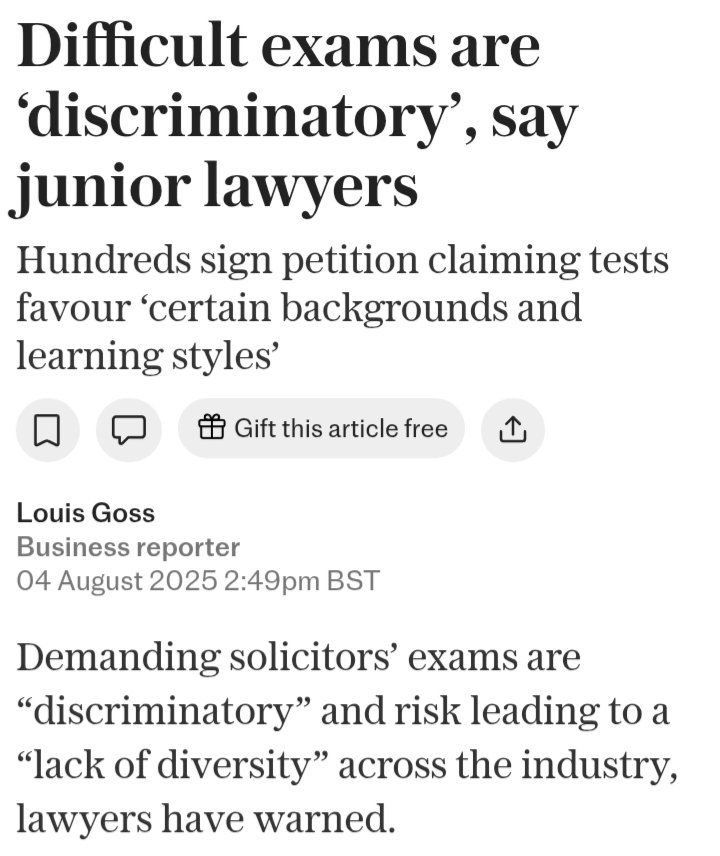 Difficult exams are
‘discriminatory’, say
junior lawyers
Hundreds sign petition claiming tests
favour ‘certain backgrounds and
learning styles’
Gift this article free
Louis Goss
Business reporter
04 August 2025 2:49pm BST
Demanding solicitors’ exams are
“discriminatory” and risk leading to a
“lack of diversity” across the industry,
lawyers have warned.